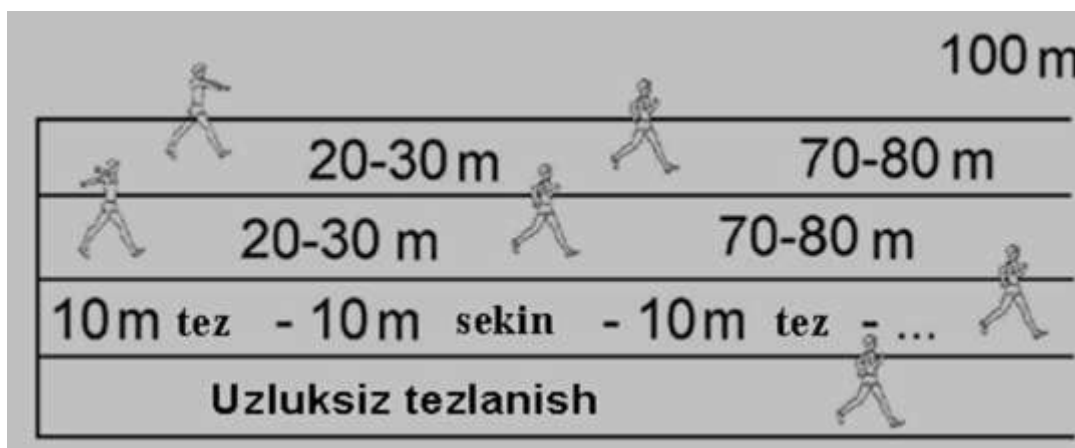 100 m
20-30 m 70-80 m
20-30 m 70-80 m
10 m tez - 10 m sekin - 10 m tez - ...
Uzluksiz tezlanish